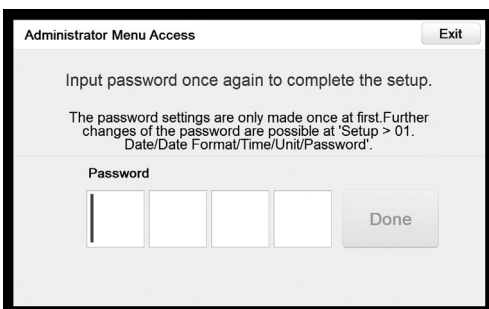 Administrator Menu Access
Exit
Input password once again to complete the setup.
The password settings are only made once at first.Further
changes of the password are possible at 'Setup > 01.
Date/Date Format/Time/Unit/Password'.
Password
Done